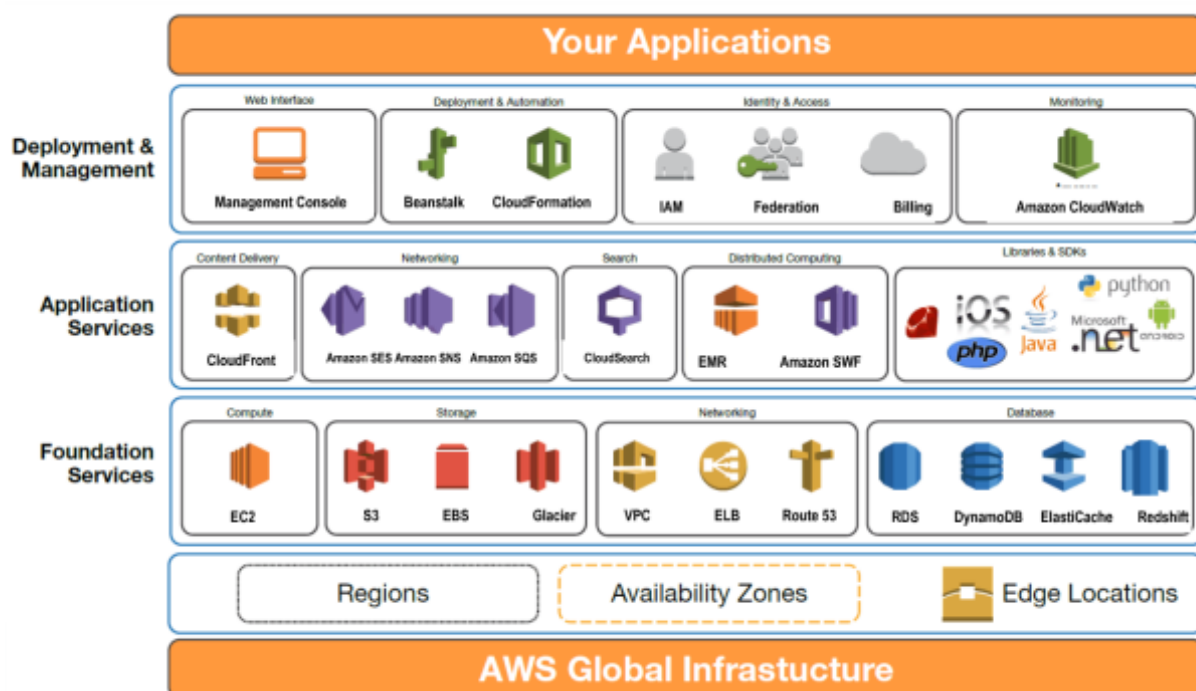 Your Applications
Deployment &
Management
Web Interface
Management Console
Deployment & Automation
Beanstalk
CloudFormation
Identity & Access
IAM
Federation
Billing
Monitoring
Amazon CloudWatch
Application
Services
Content Delivery
CloudFront
Networking
Amazon SES
Amazon SNS
Amazon SQS
Search
CloudSearch
Distributed Computing
EMR
Amazon SWF
Libraries & SDKs
iOS
php
Java
python
Microsoft
.net
ANDROID
Foundation
Services
Compute
EC2
Storage
S3
EBS
Glacier
Networking
VPC
ELB
Route 53
Database
RDS
DynamoDB
ElastiCache
Redshift
Regions
Availability Zones
Edge Locations
AWS Global Infrastucture